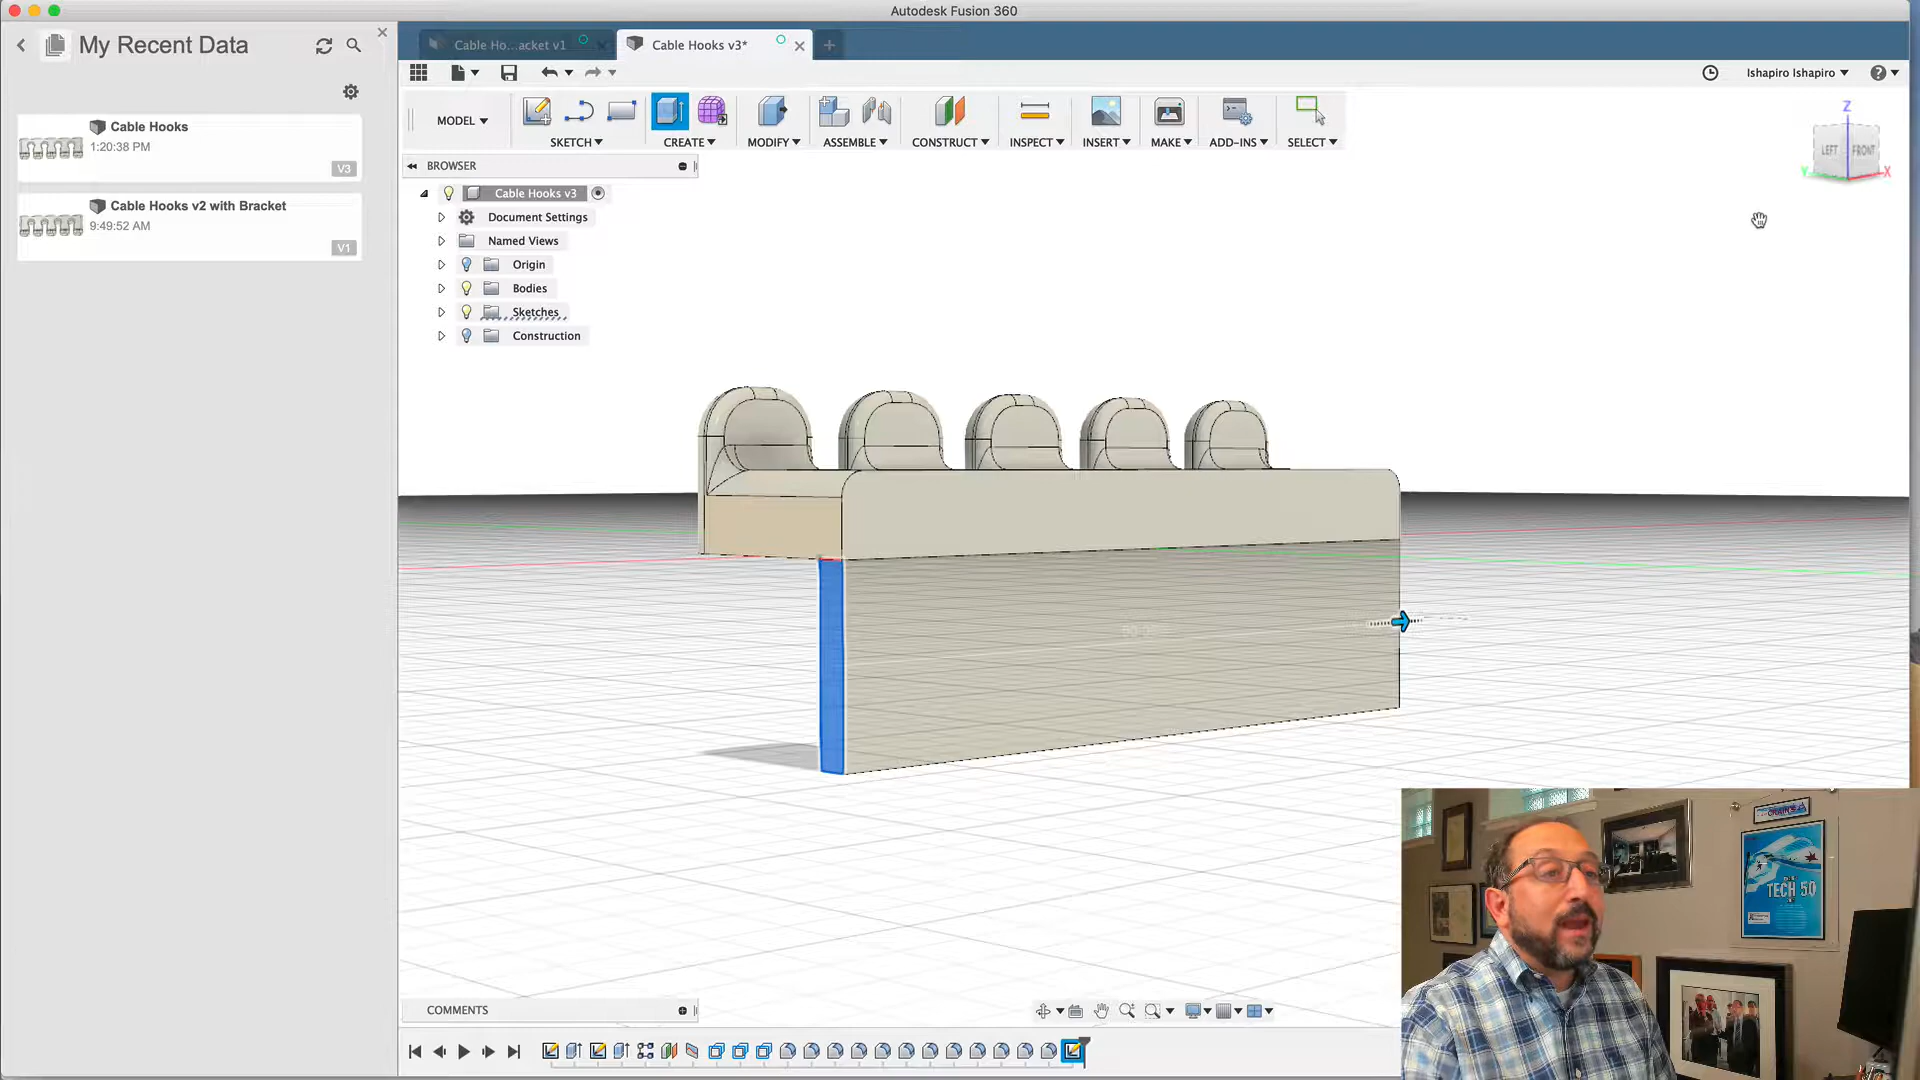 Autodesk Fusion 360
My Recent Data
Cable Ho...acket v1
Cable Hooks v3*
Ishapiro Ishapiro
Cable Hooks
1:20:38 PM
V3
Cable Hooks v2 with Bracket
9:49:52 AM
V1
MODEL
SKETCH
CREATE
MODIFY
ASSEMBLE
CONSTRUCT
INSPECT
INSERT
MAKE
ADD-INS
SELECT
BROWSER
Cable Hooks v3
Document Settings
Named Views
Origin
Bodies
Sketches
Construction
Z
LEFT
FRONT
Y
X
CRAIN'S
TECH 50
COMMENTS